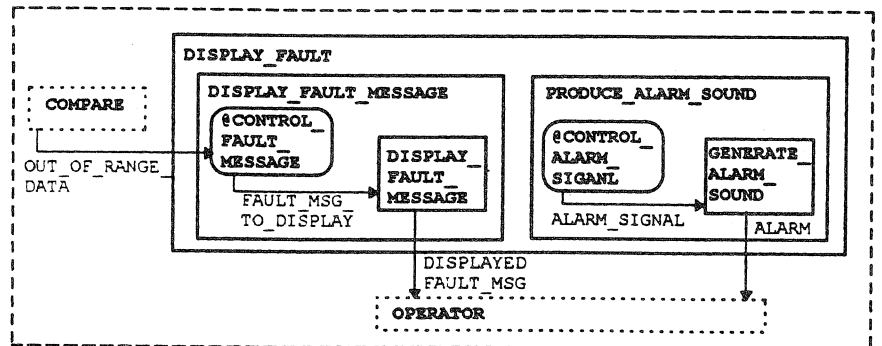 DISPLAY_FAULT
DISPLAY_FAULT_MESSAGE
PRODUCE_ALARM_SOUND
COMPARE
@CONTROL_
FAULT_
MESSAGE
@CONTROL_
ALARM_
SIGANL
DISPLAY_
FAULT_
MESSAGE
GENERATE_
ALARM_
SOUND
OUT_OF_RANGE_
DATA
FAULT_MSG_
TO_DISPLAY
ALARM_SIGNAL
ALARM
DISPLAYED
FAULT_MSG
OPERATOR